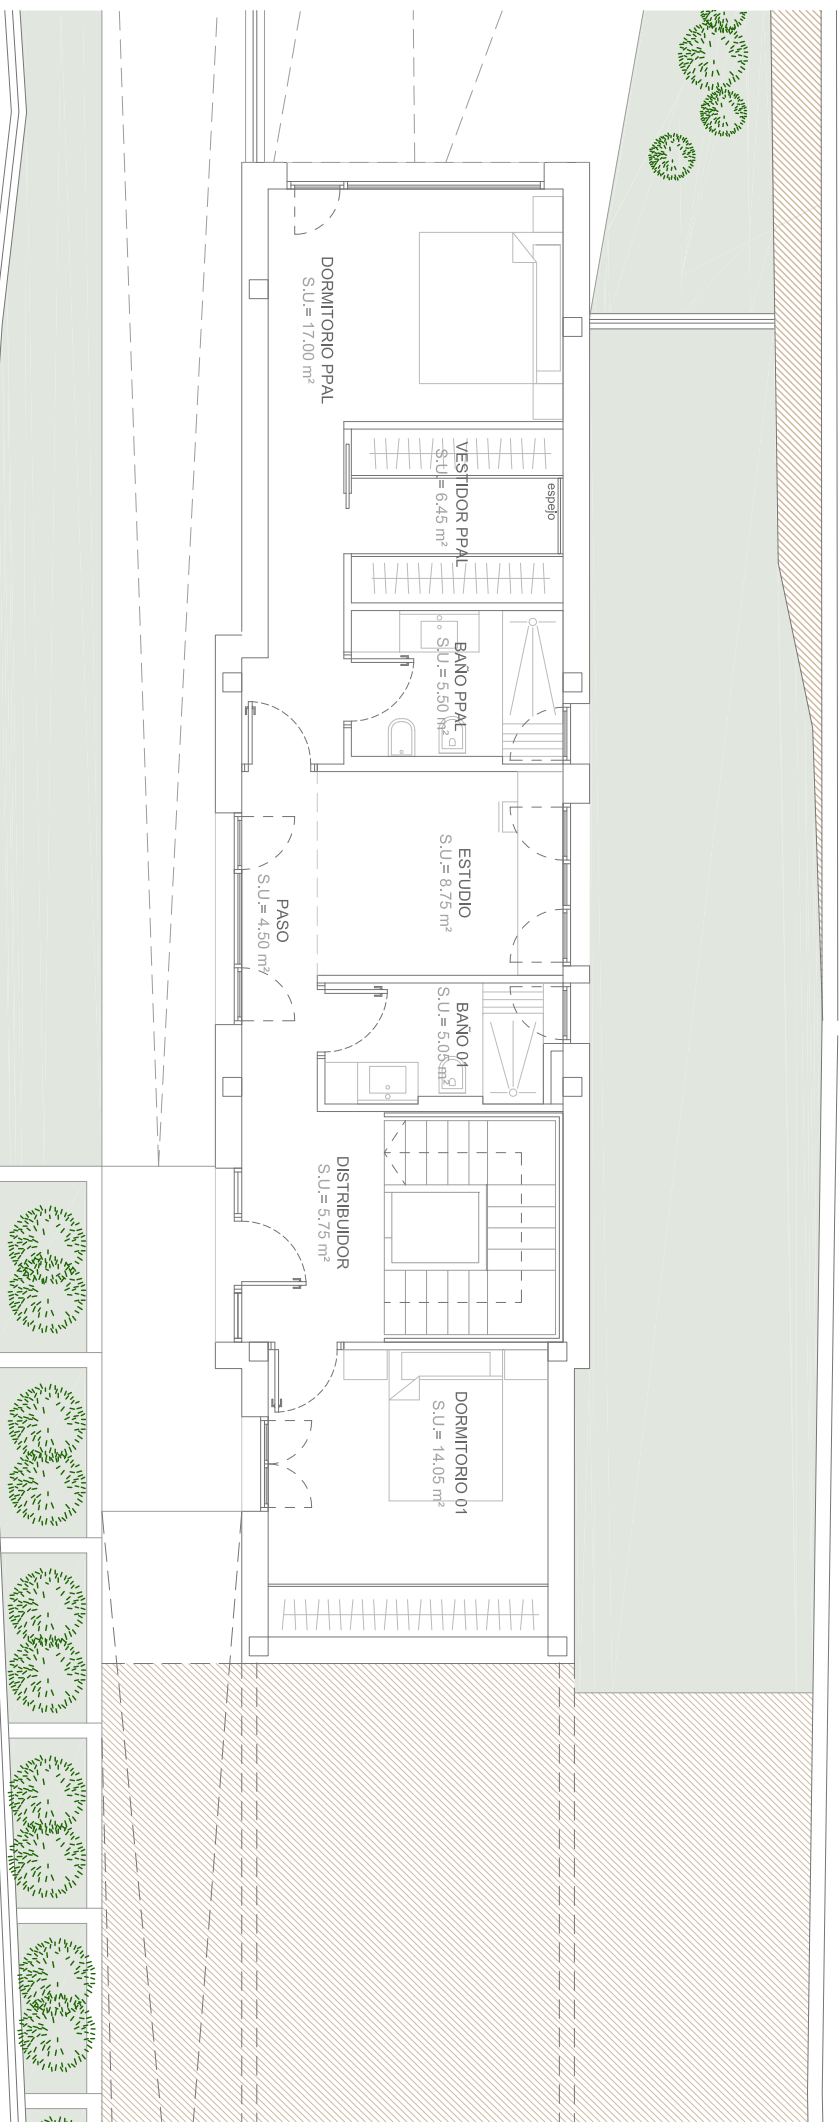 DORMITORIO PPAL
S.U.= 17.00 m²
VESTIDOR PPAL
S.U.= 6.45 m²
espejo
BAÑO PPAL
S.U.= 5.50 m²
ESTUDIO
S.U.= 8.75 m²
PASO
S.U.= 4.50 m²
BAÑO 01
S.U.= 5.05 m²
DISTRIBUIDOR
S.U.= 5.75 m²
DORMITORIO 01
S.U.= 14.05 m²